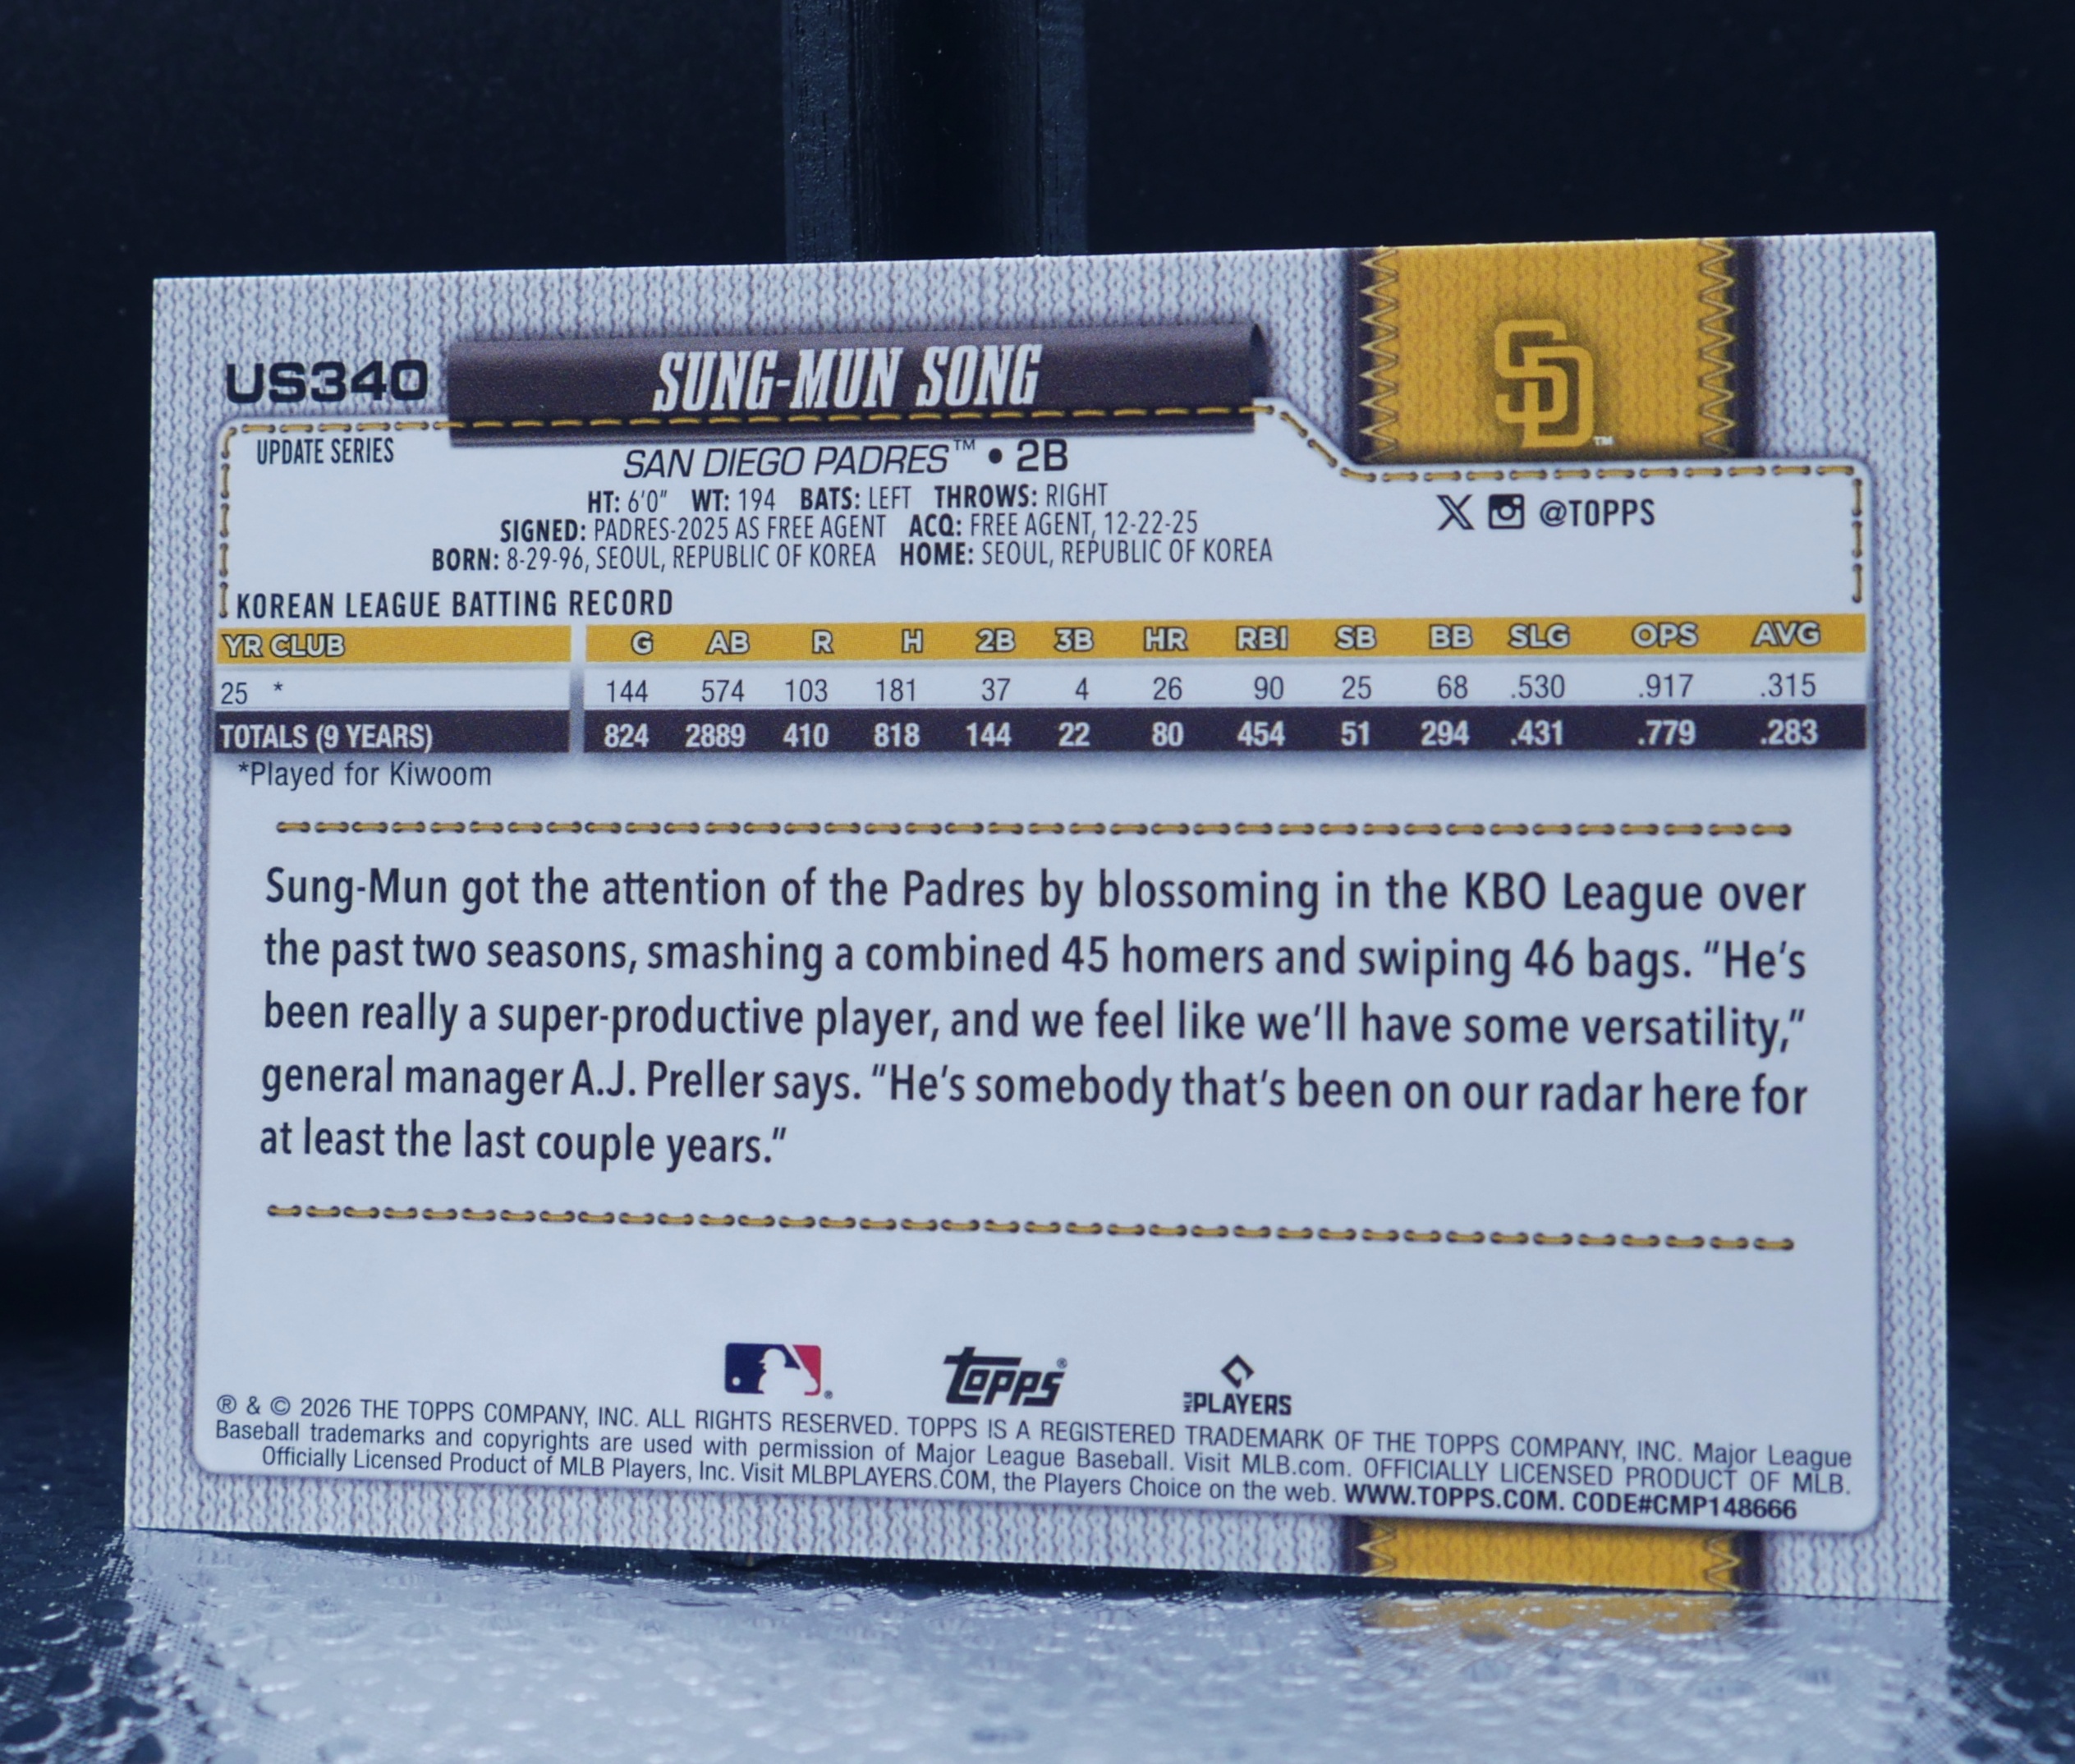 US340
SUNG-MUN SONG
SD™
UPDATE SERIES
SAN DIEGO PADRES™ • 2B
HT: 6'0" WT: 194 BATS: LEFT THROWS: RIGHT
SIGNED: PADRES-2025 AS FREE AGENT ACQ: FREE AGENT, 12-22-25
BORN: 8-29-96, SEOUL, REPUBLIC OF KOREA HOME: SEOUL, REPUBLIC OF KOREA
X @TOPPS
KOREAN LEAGUE BATTING RECORD
YR CLUB G AB R H 2B 3B HR RBI SB BB SLG OPS AVG
25 * 144 574 103 181 37 4 26 90 25 68 .530 .917 .315
TOTALS (9 YEARS) 824 2889 410 818 144 22 80 454 51 294 .431 .779 .283
*Played for Kiwoom
Sung-Mun got the attention of the Padres by blossoming in the KBO League over
the past two seasons, smashing a combined 45 homers and swiping 46 bags. "He's
been really a super-productive player, and we feel like we'll have some versatility,"
general manager A.J. Preller says. "He's somebody that's been on our radar here for
at least the last couple years."
TOPPS®
MLB PLAYERS
® & © 2026 THE TOPPS COMPANY, INC. ALL RIGHTS RESERVED. TOPPS IS A REGISTERED TRADEMARK OF THE TOPPS COMPANY, INC. Major League
Baseball trademarks and copyrights are used with permission of Major League Baseball. Visit MLB.com. OFFICIALLY LICENSED PRODUCT OF MLB.
Officially Licensed Product of MLB Players, Inc. Visit MLBPLAYERS.COM, the Players Choice on the web. WWW.TOPPS.COM. CODE#CMP148666